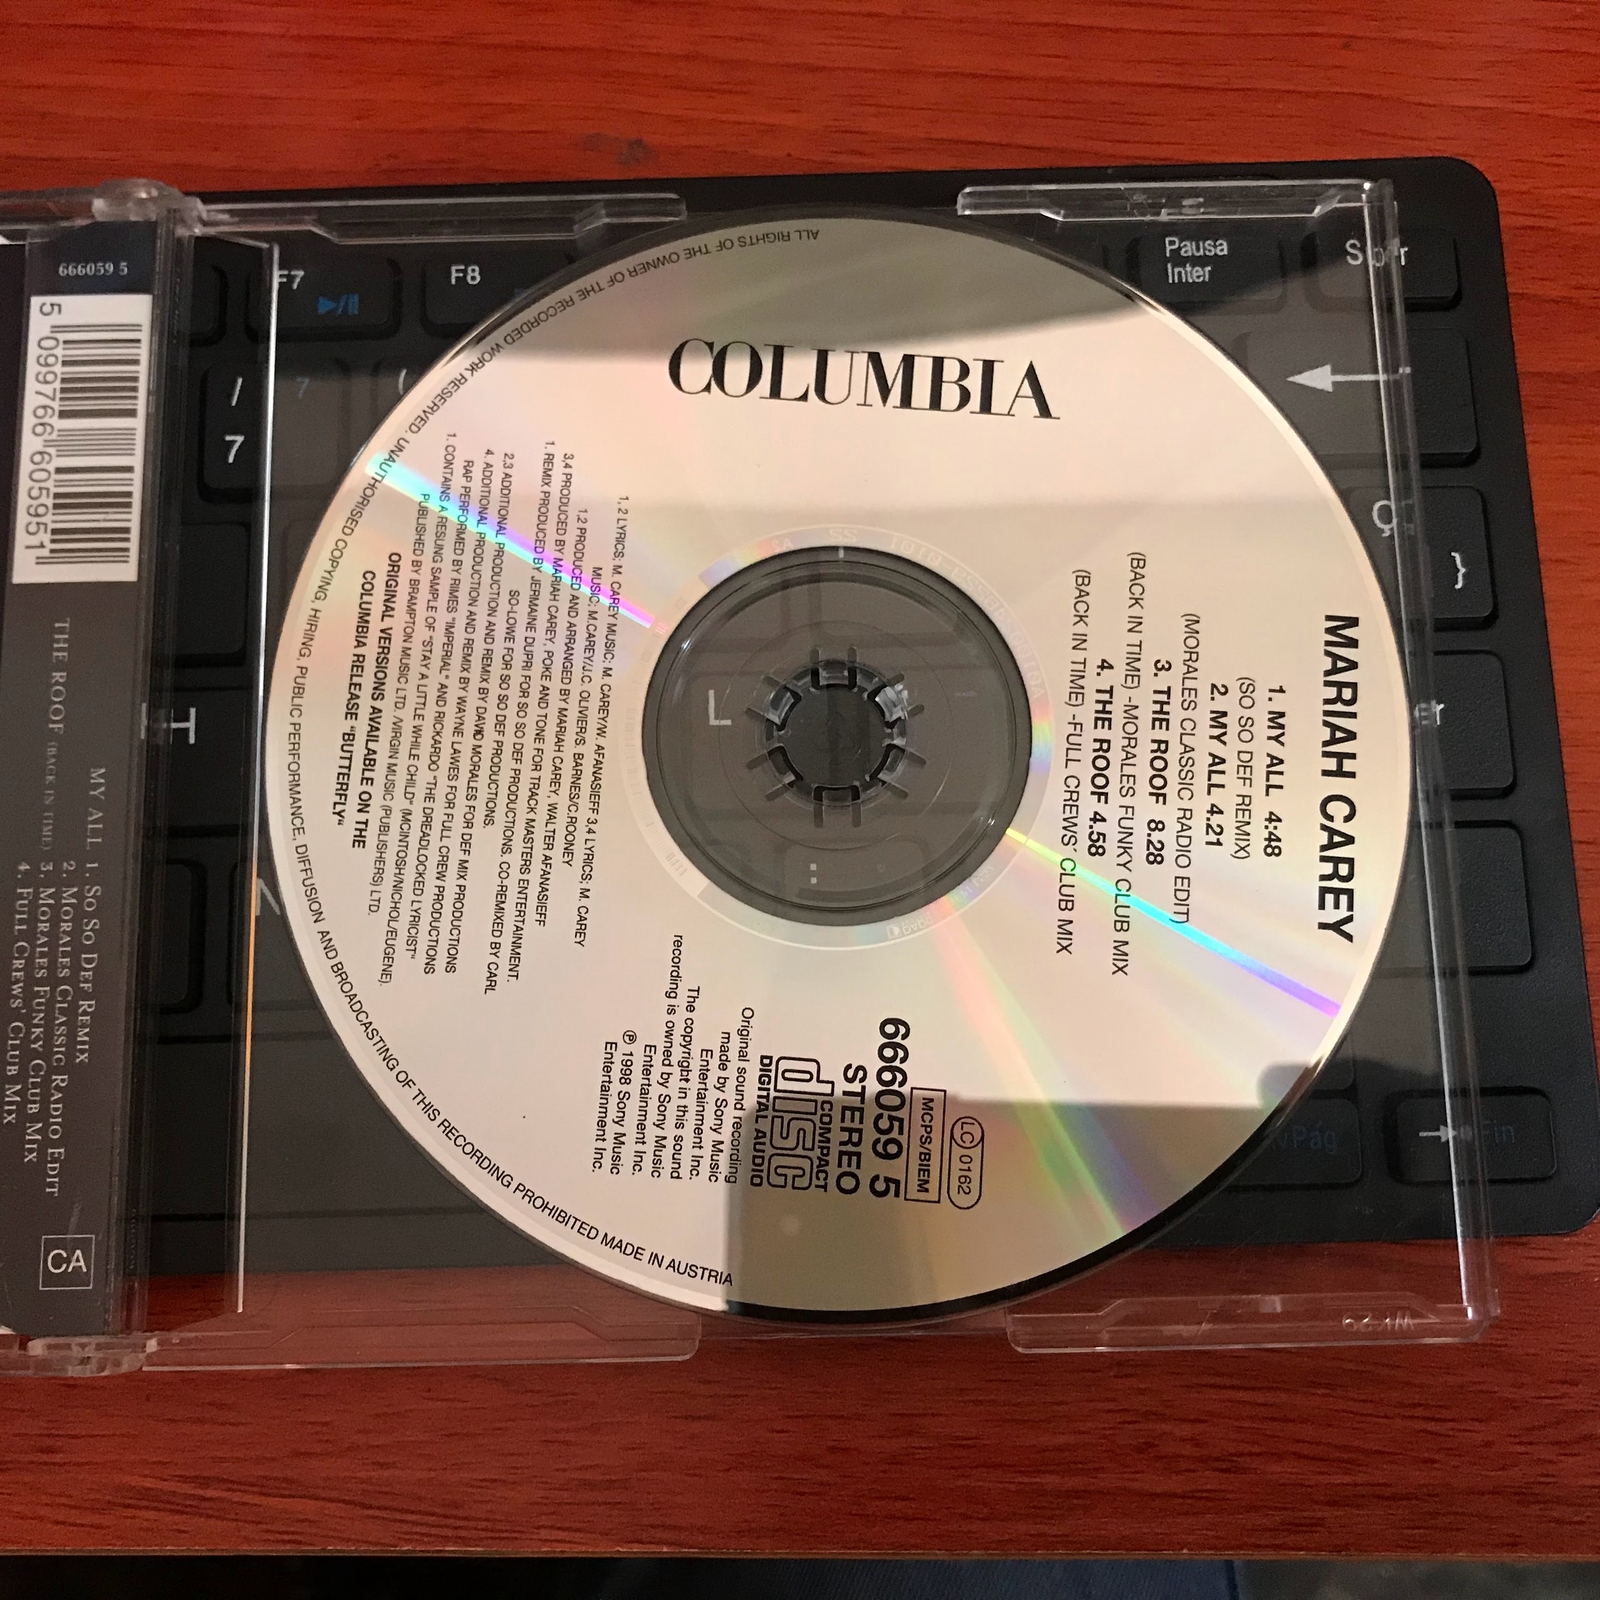 COLUMBIA
MARIAH CAREY
1. MY ALL 4:48
(SO SO DEF REMIX)
2. MY ALL 4.21
(MORALES CLASSIC RADIO EDIT)
3. THE ROOF 8.28
(BACK IN TIME) -MORALES FUNKY CLUB MIX
4. THE ROOF 4.58
(BACK IN TIME) -FULL CREWS' CLUB MIX
LC 0162
MCPS/BIEM
666059 5
STEREO
COMPACT
disc
DIGITAL AUDIO
Original sound recording
made by Sony Music
Entertainment Inc.
The copyright in this sound
recording is owned by Sony Music
Entertainment Inc.
℗ 1998 Sony Music
Entertainment Inc.
1, 2 LYRICS; M. CAREY MUSIC: M. CAREY/W. AFANASIEFF 3,4 LYRICS; M. CAREY
MUSIC; M.CAREY/J.C. OLIVIER/S. BARNES/C.ROONEY
1,2 PRODUCED AND ARRANGED BY MARIAH CAREY, WALTER AFANASIEFF
3,4 PRODUCED BY MARIAH CAREY, POKE AND TONE FOR TRACK MASTERS ENTERTAINMENT.
1. REMIX PRODUCED BY JERMAINE DUPRI FOR SO SO DEF PRODUCTIONS. CO-REMIXED BY CARL
SO-LOWE FOR SO SO DEF PRODUCTIONS.
2,3 ADDITIONAL PRODUCTION AND REMIX BY DAVID MORALES FOR DEF MIX PRODUCTIONS
4. ADDITIONAL PRODUCTION AND REMIX BY WAYNE LAWES FOR FULL CREW PRODUCTIONS
RAP PERFORMED BY RIMES "IMPERIAL" AND RICKARDO "THE DREADLOCKED LYRICIST"
1. CONTAINS A RESUNG SAMPLE OF "STAY A LITTLE WHILE CHILD" (MCINTOSH/NICHOL/EUGENE).
PUBLISHED BY BRAMPTON MUSIC LTD. /VIRGIN MUSIC (PUBLISHERS) LTD.
ORIGINAL VERSIONS AVAILABLE ON THE
COLUMBIA RELEASE "BUTTERFLY"
ALL RIGHTS OF THE OWNER OF THE RECORDED WORK RESERVED. UNAUTHORISED COPYING, HIRING, PUBLIC PERFORMANCE, DIFFUSION AND BROADCASTING OF THIS RECORDING PROHIBITED MADE IN AUSTRIA
666059 5
5 099766 605951
MY ALL 1. SO SO DEF REMIX
2. MORALES CLASSIC RADIO EDIT
THE ROOF (BACK IN TIME) 3. MORALES FUNKY CLUB MIX
4. FULL CREWS' CLUB MIX
CA
F7
F8
Pausa
Inter
/
7
H
L
N
Fin